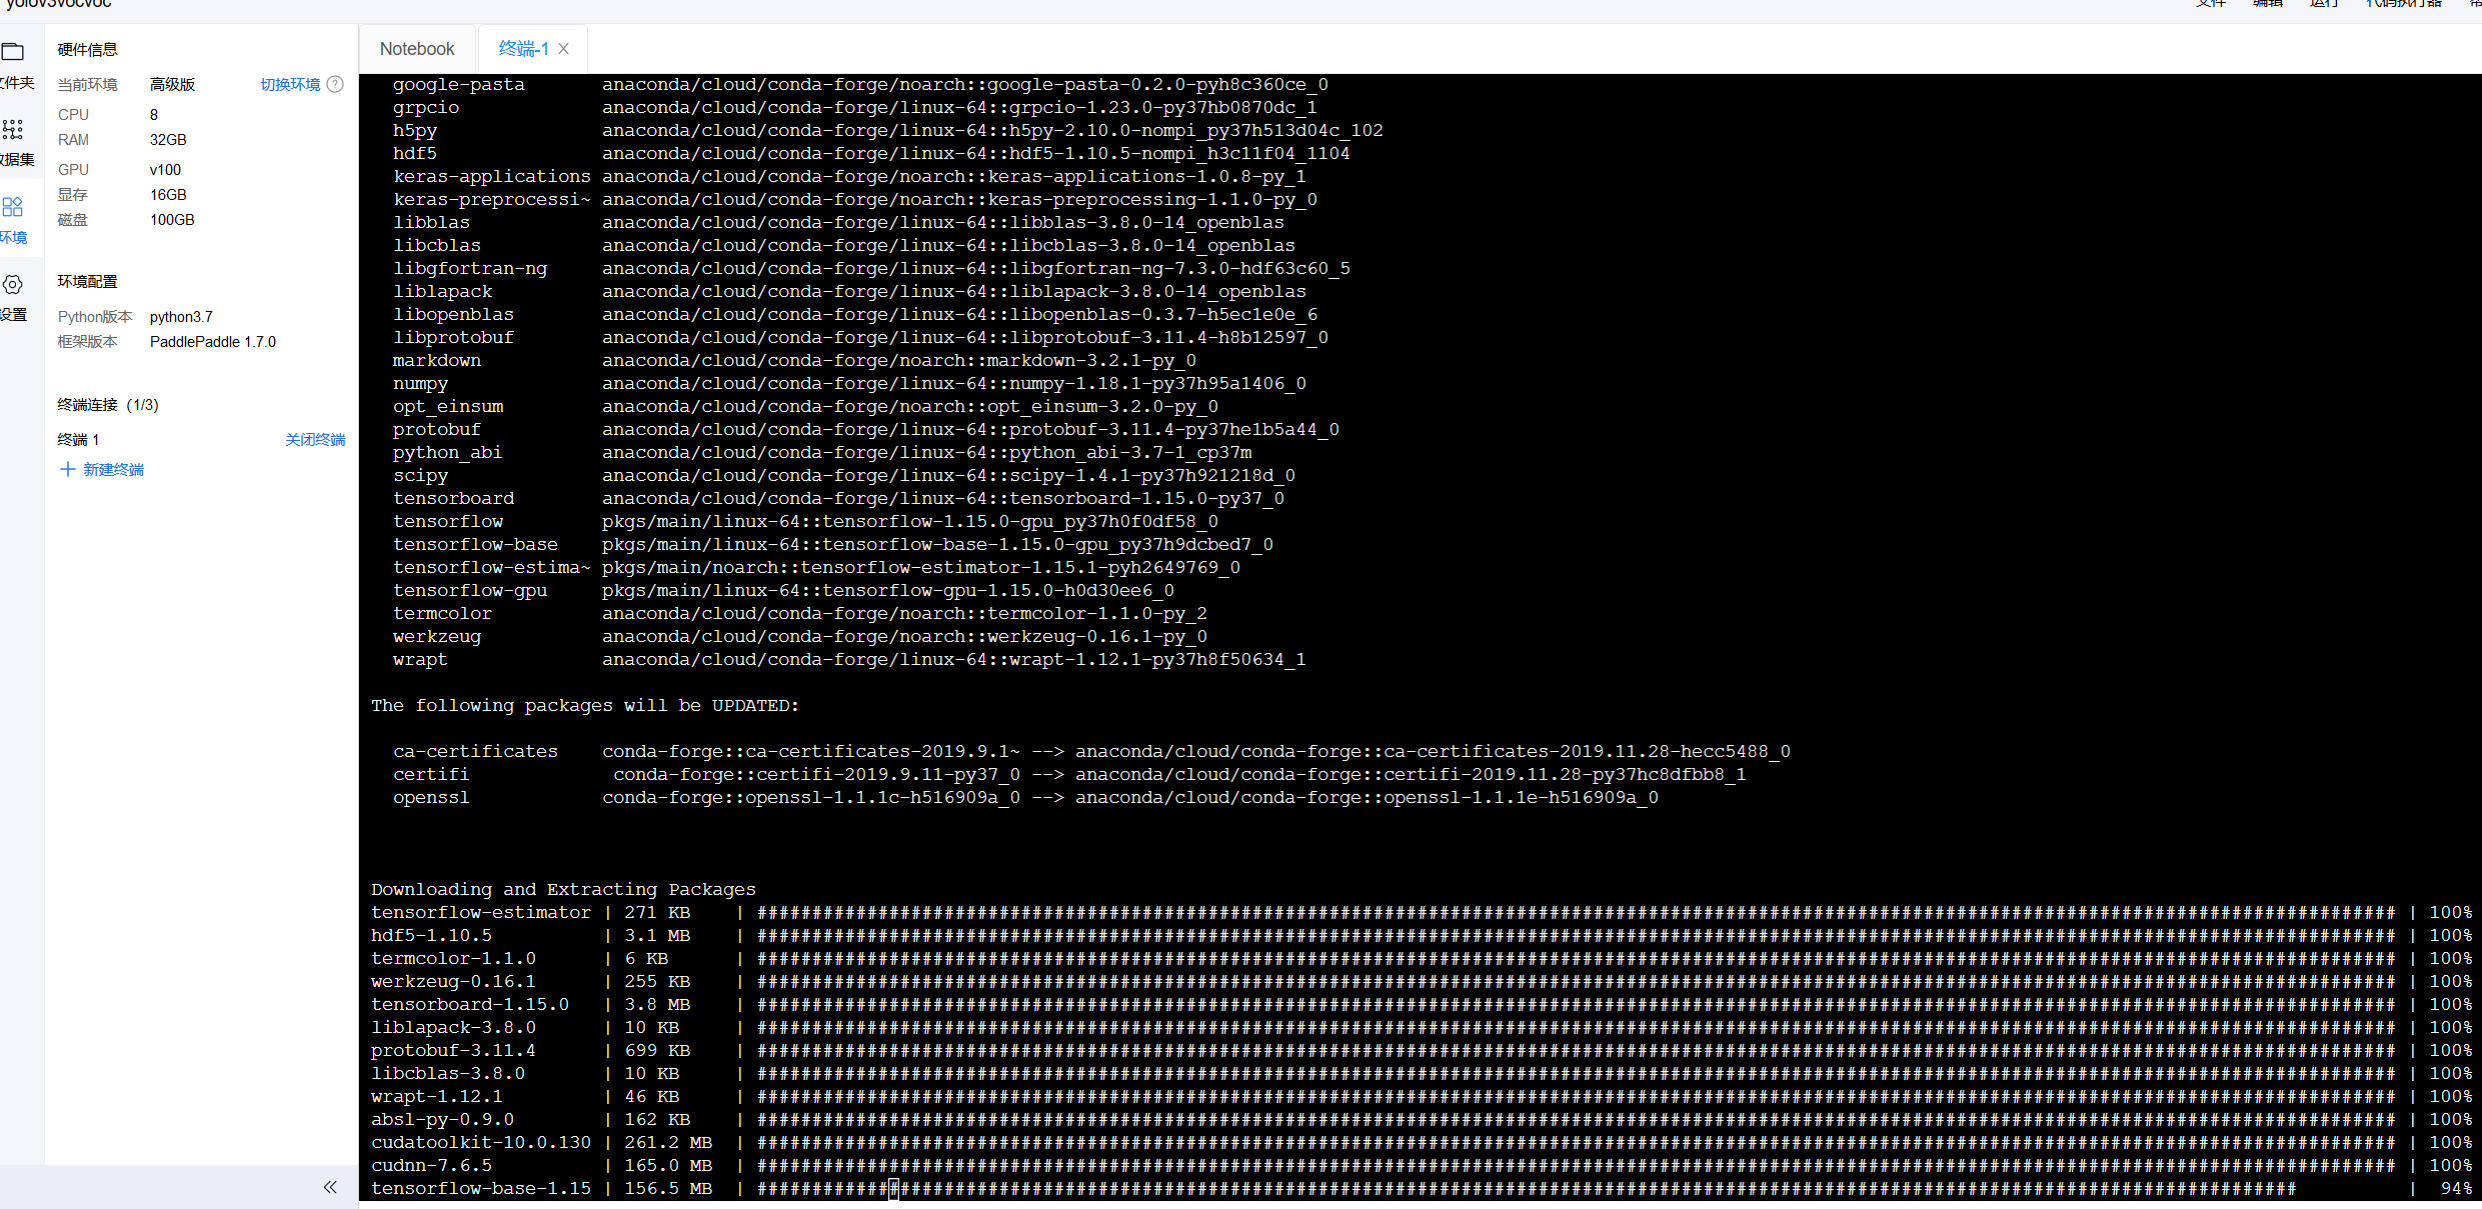 yolov3vocvoc
文件 编辑 运行 代码执行器
文件夹
数据集
环境
设置
硬件信息
当前环境 高级版 切换环境 ?
CPU 8
RAM 32GB
GPU v100
显存 16GB
磁盘 100GB
环境配置
Python版本 python3.7
框架版本 PaddlePaddle 1.7.0
终端连接（1/3)
终端 1 关闭终端
+ 新建终端
Notebook 终端-1
google-pasta anaconda/cloud/conda-forge/noarch::google-pasta-0.2.0-pyh8c360ce_0
grpcio anaconda/cloud/conda-forge/linux-64::grpcio-1.23.0-py37hb0870dc_1
h5py anaconda/cloud/conda-forge/linux-64::h5py-2.10.0-nompi_py37h513d04c_102
hdf5 anaconda/cloud/conda-forge/linux-64::hdf5-1.10.5-nompi_h3c11f04_1104
keras-applications anaconda/cloud/conda-forge/noarch::keras-applications-1.0.8-py_1
keras-preprocessi~ anaconda/cloud/conda-forge/noarch::keras-preprocessing-1.1.0-py_0
libblas anaconda/cloud/conda-forge/linux-64::libblas-3.8.0-14_openblas
libcblas anaconda/cloud/conda-forge/linux-64::libcblas-3.8.0-14_openblas
libgfortran-ng anaconda/cloud/conda-forge/linux-64::libgfortran-ng-7.3.0-hdf63c60_5
liblapack anaconda/cloud/conda-forge/linux-64::liblapack-3.8.0-14_openblas
libopenblas anaconda/cloud/conda-forge/linux-64::libopenblas-0.3.7-h5ec1e0e_6
libprotobuf anaconda/cloud/conda-forge/linux-64::libprotobuf-3.11.4-h8b12597_0
markdown anaconda/cloud/conda-forge/noarch::markdown-3.2.1-py_0
numpy anaconda/cloud/conda-forge/linux-64::numpy-1.18.1-py37h95a1406_0
opt_einsum anaconda/cloud/conda-forge/noarch::opt_einsum-3.2.0-py_0
protobuf anaconda/cloud/conda-forge/linux-64::protobuf-3.11.4-py37he1b5a44_0
python_abi anaconda/cloud/conda-forge/linux-64::python_abi-3.7-1_cp37m
scipy anaconda/cloud/conda-forge/linux-64::scipy-1.4.1-py37h921218d_0
tensorboard anaconda/cloud/conda-forge/linux-64::tensorboard-1.15.0-py37_0
tensorflow pkgs/main/linux-64::tensorflow-1.15.0-gpu_py37h0f0df58_0
tensorflow-base pkgs/main/linux-64::tensorflow-base-1.15.0-gpu_py37h9dcbed7_0
tensorflow-estima~ pkgs/main/noarch::tensorflow-estimator-1.15.1-pyh2649769_0
tensorflow-gpu pkgs/main/linux-64::tensorflow-gpu-1.15.0-h0d30ee6_0
termcolor anaconda/cloud/conda-forge/noarch::termcolor-1.1.0-py_2
werkzeug anaconda/cloud/conda-forge/noarch::werkzeug-0.16.1-py_0
wrapt anaconda/cloud/conda-forge/linux-64::wrapt-1.12.1-py37h8f50634_1
The following packages will be UPDATED:
ca-certificates conda-forge::ca-certificates-2019.9.1~ --> anaconda/cloud/conda-forge::ca-certificates-2019.11.28-hecc5488_0
certifi conda-forge::certifi-2019.9.11-py37_0 --> anaconda/cloud/conda-forge::certifi-2019.11.28-py37hc8dfbb8_1
openssl conda-forge::openssl-1.1.1c-h516909a_0 --> anaconda/cloud/conda-forge::openssl-1.1.1e-h516909a_0
Downloading and Extracting Packages
tensorflow-estimator | 271 KB | ##### | 100%
hdf5-1.10.5 | 3.1 MB | ##### | 100%
termcolor-1.1.0 | 6 KB | ##### | 100%
werkzeug-0.16.1 | 255 KB | ##### | 100%
tensorboard-1.15.0 | 3.8 MB | ##### | 100%
liblapack-3.8.0 | 10 KB | ##### | 100%
protobuf-3.11.4 | 699 KB | ##### | 100%
libcblas-3.8.0 | 10 KB | ##### | 100%
wrapt-1.12.1 | 46 KB | ##### | 100%
absl-py-0.9.0 | 162 KB | ##### | 100%
cudatoolkit-10.0.130 | 261.2 MB | ##### | 100%
cudnn-7.6.5 | 165.0 MB | ##### | 100%
tensorflow-base-1.15 | 156.5 MB | ##### | 94%